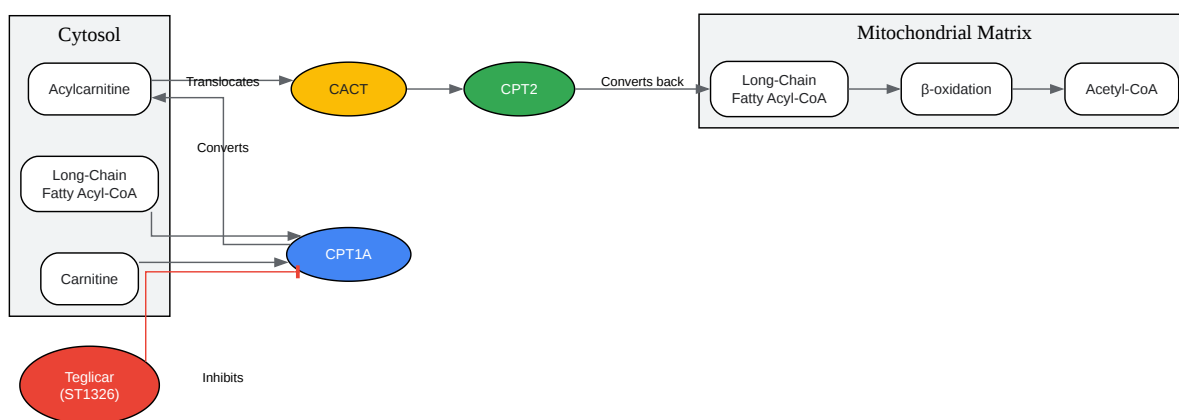 Cytosol
Mitochondrial Matrix
Acylcarnitine
Translocates
CACT
CPT2
Converts back
Long-Chain
Fatty Acyl-CoA
β-oxidation
Acetyl-CoA
Converts
Long-Chain
Fatty Acyl-CoA
CPT1A
Carnitine
Teglicar
(ST1326)
Inhibits